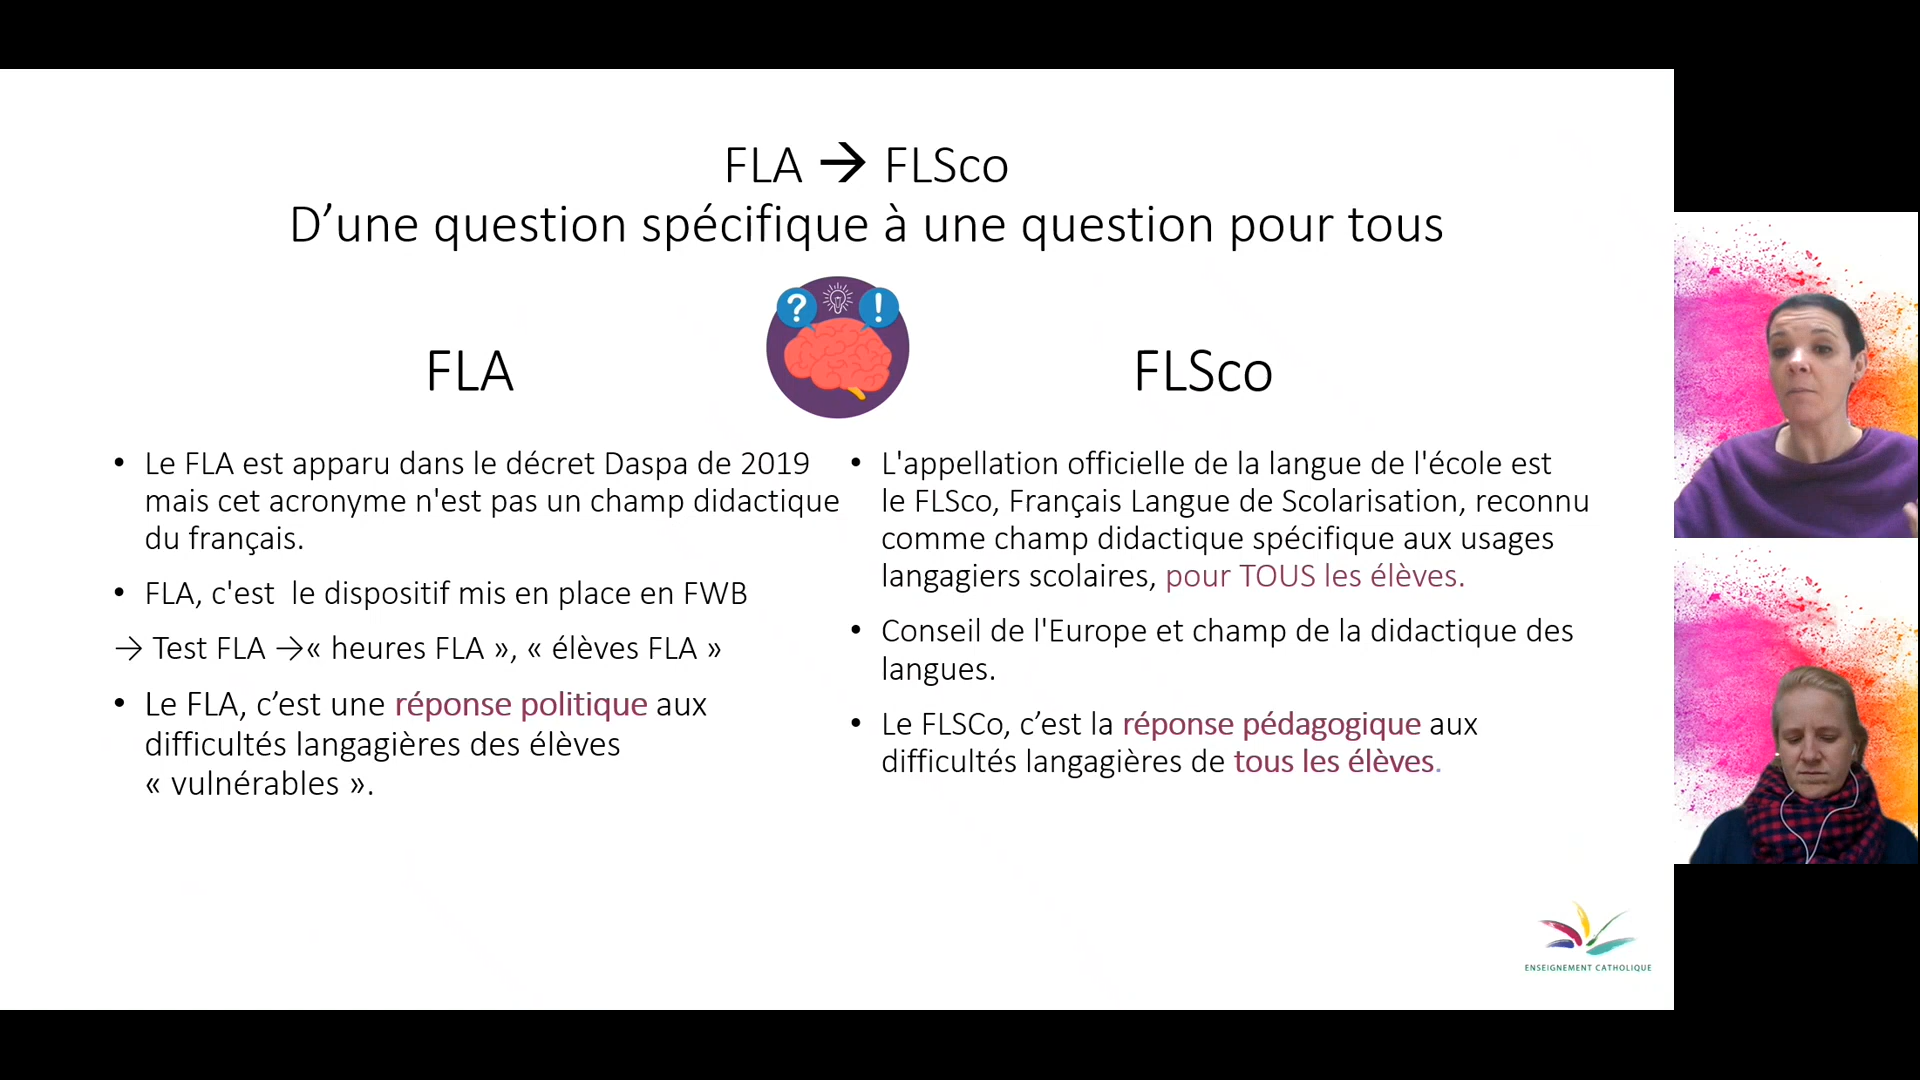 FLA → FLSco
D’une question spécifique à une question pour tous
? !
FLA
• Le FLA est apparu dans le décret Daspa de 2019
mais cet acronyme n'est pas un champ didactique
du français.
• FLA, c'est  le dispositif mis en place en FWB
→ Test FLA →« heures FLA », « élèves FLA »
• Le FLA, c’est une réponse politique aux
difficultés langagières des élèves
« vulnérables ».
FLSco
• L'appellation officielle de la langue de l'école est
le FLSco, Français Langue de Scolarisation, reconnu
comme champ didactique spécifique aux usages
langagiers scolaires, pour TOUS les élèves.
• Conseil de l'Europe et champ de la didactique des
langues.
• Le FLSCo, c’est la réponse pédagogique aux
difficultés langagières de tous les élèves.
ENSEIGNEMENT CATHOLIQUE